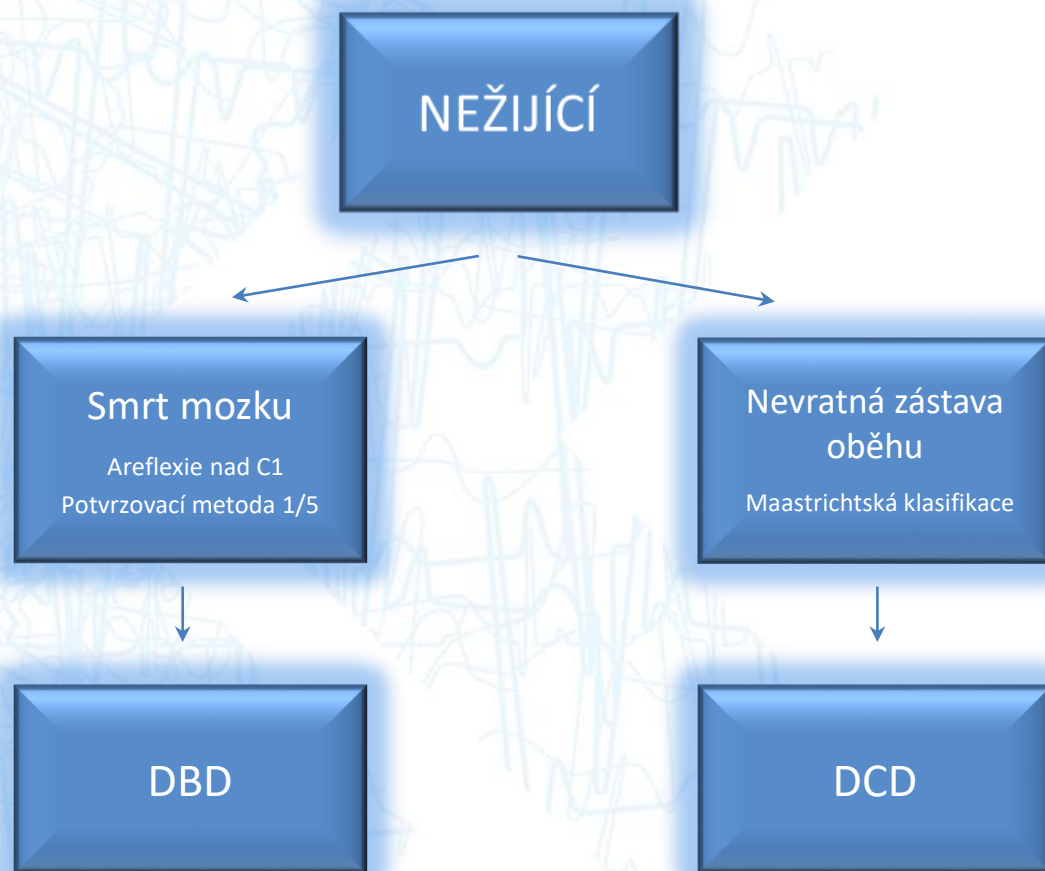 NEŽIJÍCÍ
Smrt mozku
Areflexie nad C1
Potvrzovací metoda 1/5
Nevratná zástava
oběhu
Maastrichtská klasifikace
DBD
DCD